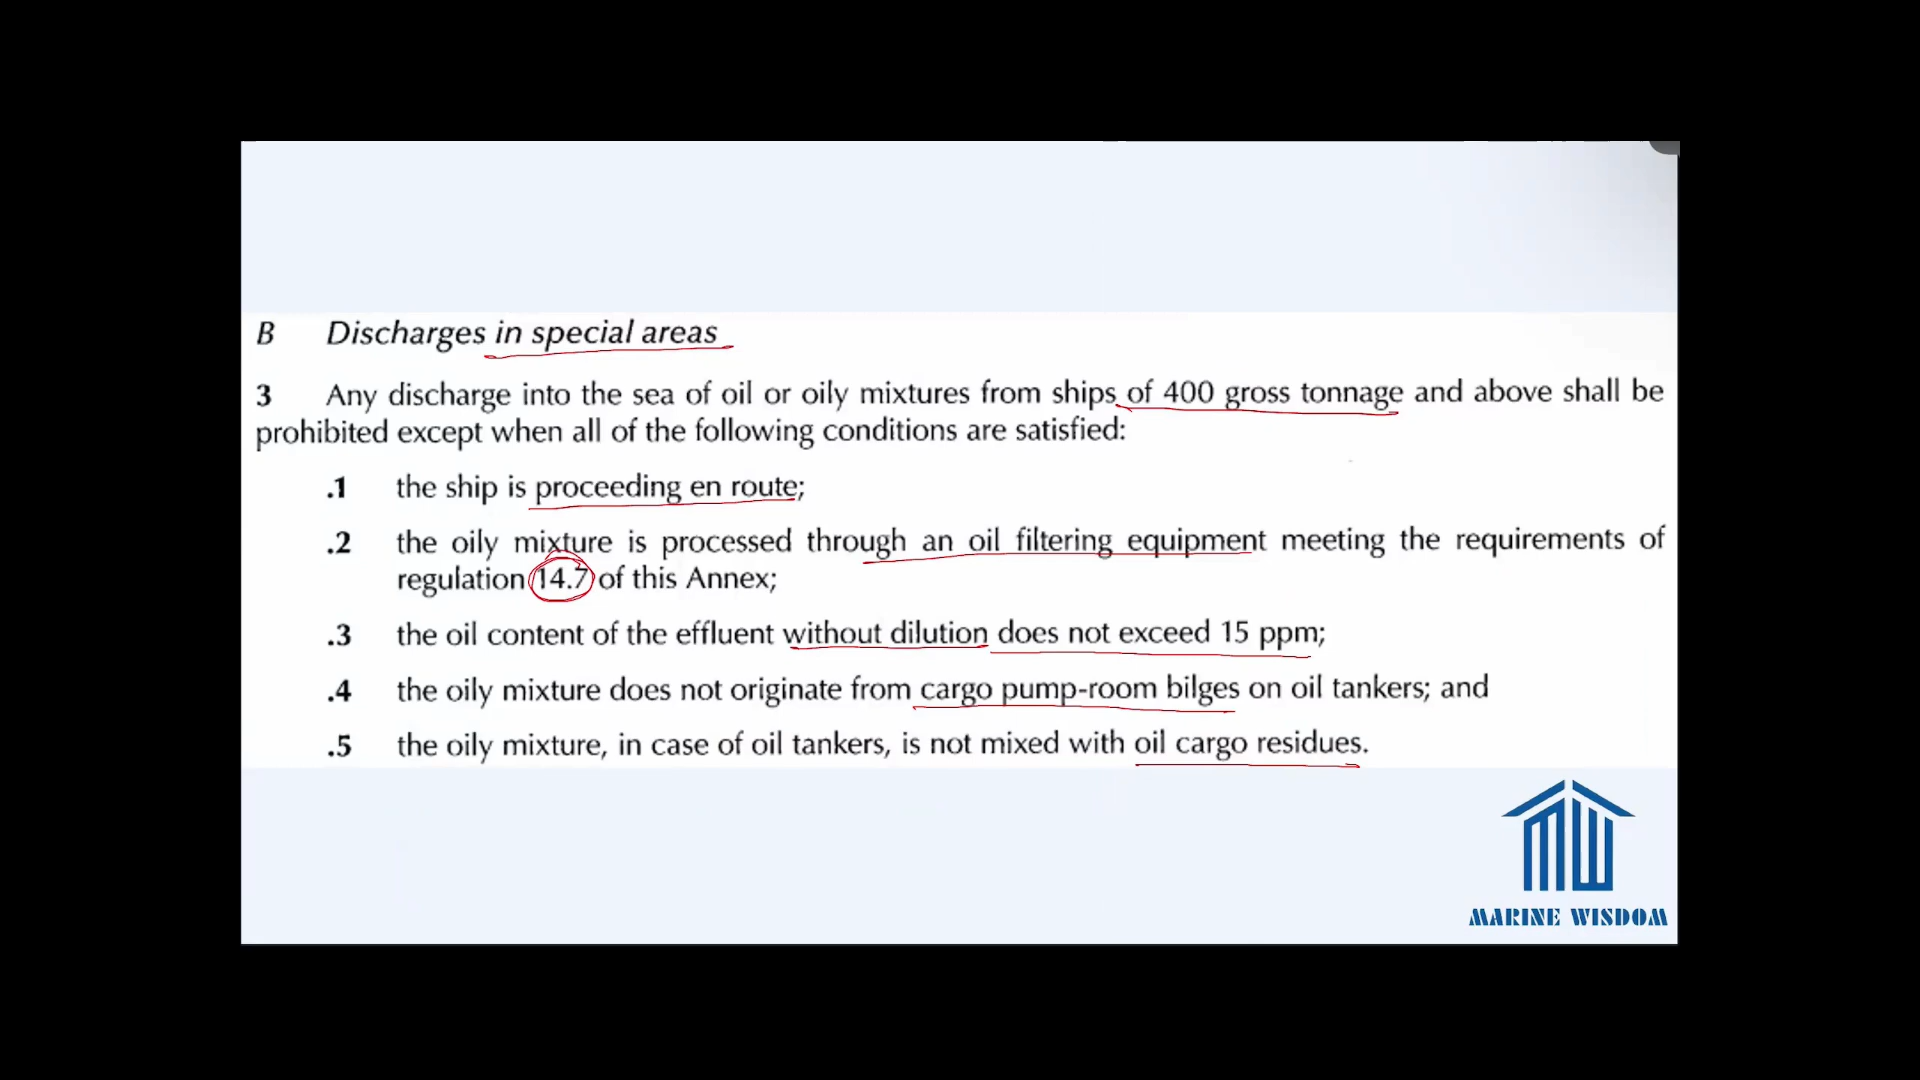 B Discharges in special areas
3 Any discharge into the sea of oil or oily mixtures from ships of 400 gross tonnage and above shall be
prohibited except when all of the following conditions are satisfied:
.1 the ship is proceeding en route;
.2 the oily mixture is processed through an oil filtering equipment meeting the requirements of
regulation 14.7 of this Annex;
.3 the oil content of the effluent without dilution does not exceed 15 ppm;
.4 the oily mixture does not originate from cargo pump-room bilges on oil tankers; and
.5 the oily mixture, in case of oil tankers, is not mixed with oil cargo residues.
MW
MARINE WISDOM